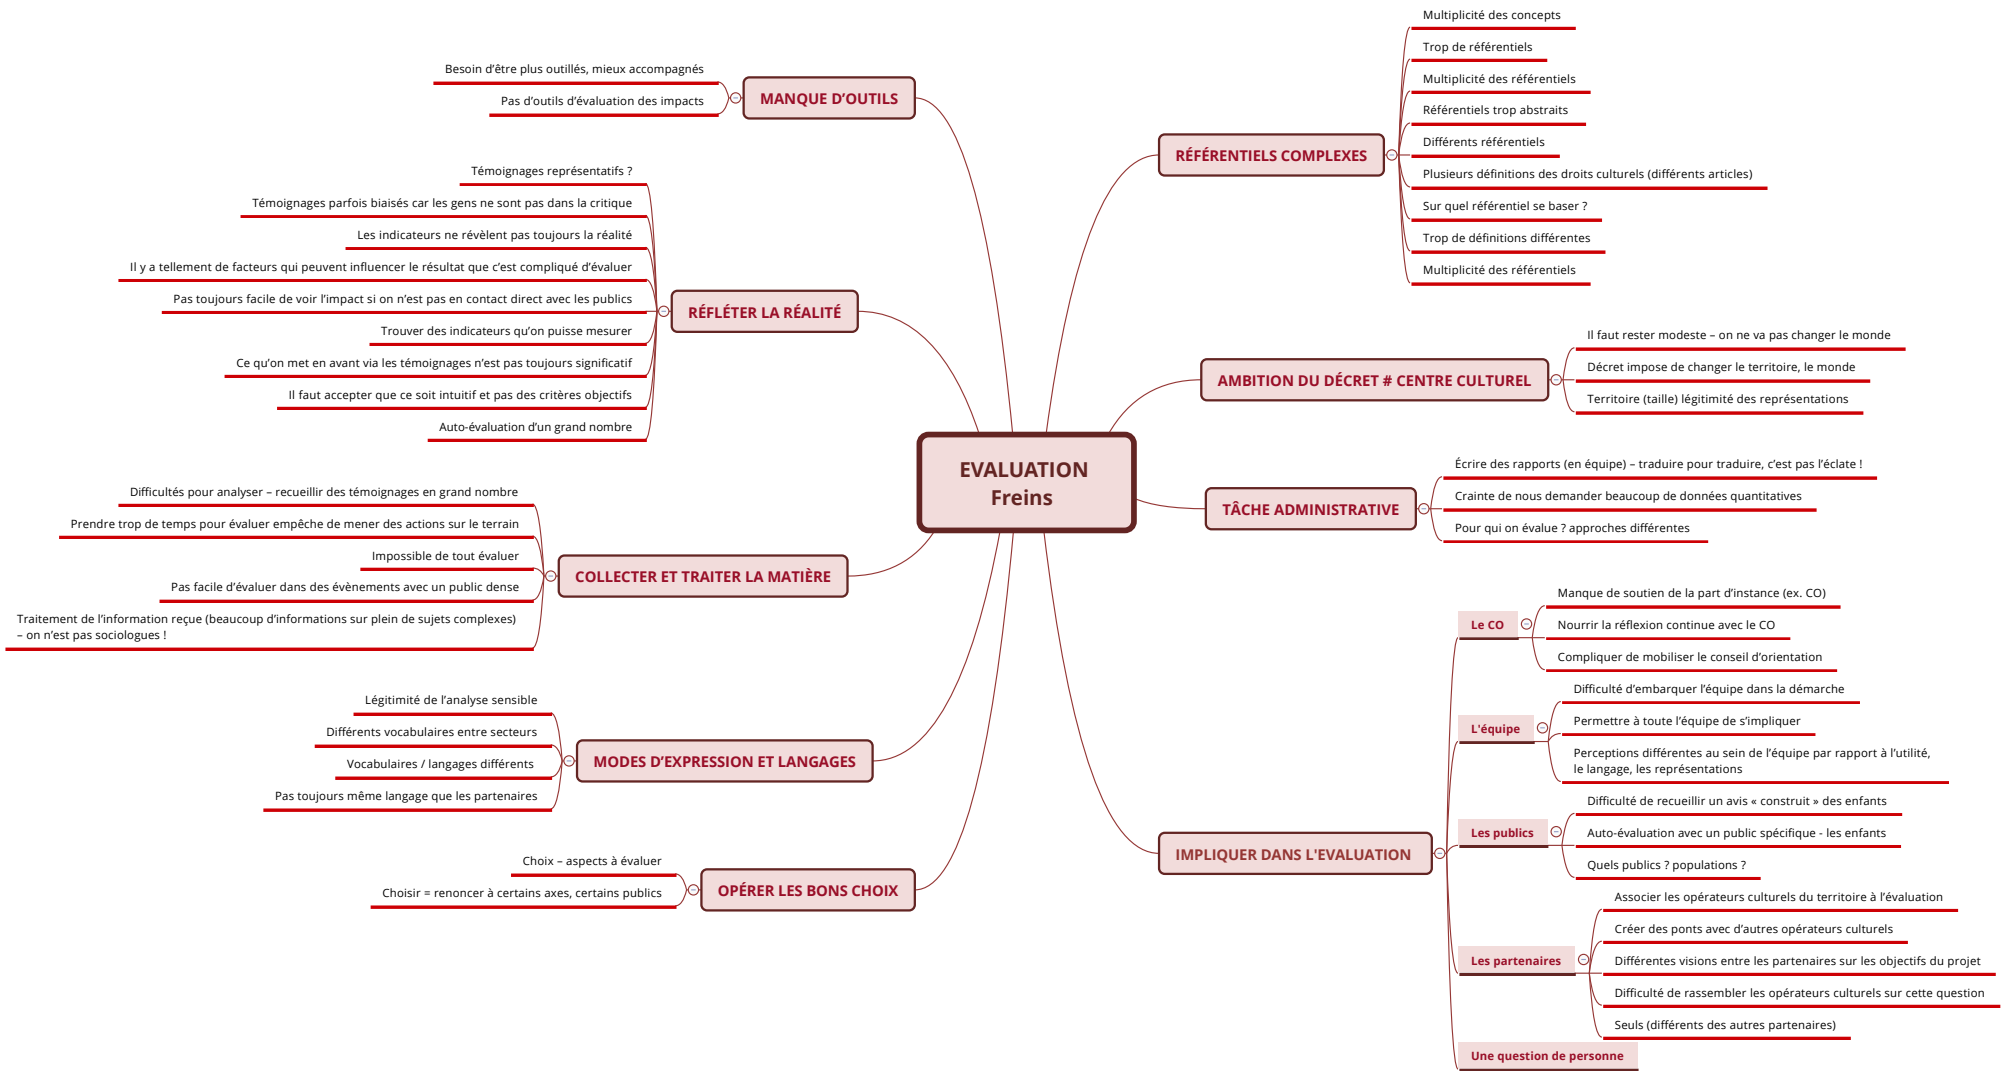 EVALUATION
Freins
MANQUE D’OUTILS
Besoin d’être plus outillés, mieux accompagnés
Pas d’outils d’évaluation des impacts
RÉFLÉTER LA RÉALITÉ
Témoignages représentatifs ?
Témoignages parfois biaisés car les gens ne sont pas dans la critique
Les indicateurs ne révèlent pas toujours la réalité
Il y a tellement de facteurs qui peuvent influencer le résultat que c’est compliqué d’évaluer
Pas toujours facile de voir l’impact si on n’est pas en contact direct avec les publics
Trouver des indicateurs qu’on puisse mesurer
Ce qu’on met en avant via les témoignages n’est pas toujours significatif
Il faut accepter que ce soit intuitif et pas des critères objectifs
Auto-évaluation d’un grand nombre
COLLECTER ET TRAITER LA MATIÈRE
Difficultés pour analyser – recueillir des témoignages en grand nombre
Prendre trop de temps pour évaluer empêche de mener des actions sur le terrain
Impossible de tout évaluer
Pas facile d’évaluer dans des évènements avec un public dense
Traitement de l’information reçue (beaucoup d’informations sur plein de sujets complexes)
– on n’est pas sociologues !
MODES D’EXPRESSION ET LANGAGES
Légitimité de l’analyse sensible
Différents vocabulaires entre secteurs
Vocabulaires / langages différents
Pas toujours même langage que les partenaires
OPÉRER LES BONS CHOIX
Choix – aspects à évaluer
Choisir = renoncer à certains axes, certains publics
RÉFÉRENTIELS COMPLEXES
Multiplicité des concepts
Trop de référentiels
Multiplicité des référentiels
Référentiels trop abstraits
Différents référentiels
Plusieurs définitions des droits culturels (différents articles)
Sur quel référentiel se baser ?
Trop de définitions différentes
Multiplicité des référentiels
AMBITION DU DÉCRET # CENTRE CULTUREL
Il faut rester modeste – on ne va pas changer le monde
Décret impose de changer le territoire, le monde
Territoire (taille) légitimité des représentations
TÂCHE ADMINISTRATIVE
Écrire des rapports (en équipe) – traduire pour traduire, c’est pas l’éclate !
Crainte de nous demander beaucoup de données quantitatives
Pour qui on évalue ? approches différentes
IMPLIQUER DANS L'EVALUATION
Le CO
Manque de soutien de la part d’instance (ex. CO)
Nourrir la réflexion continue avec le CO
Compliquer de mobiliser le conseil d’orientation
L'équipe
Difficulté d’embarquer l’équipe dans la démarche
Permettre à toute l’équipe de s’impliquer
Perceptions différentes au sein de l’équipe par rapport à l’utilité,
le langage, les représentations
Les publics
Difficulté de recueillir un avis « construit » des enfants
Auto-évaluation avec un public spécifique - les enfants
Quels publics ? populations ?
Les partenaires
Associer les opérateurs culturels du territoire à l’évaluation
Créer des ponts avec d’autres opérateurs culturels
Différentes visions entre les partenaires sur les objectifs du projet
Difficulté de rassembler les opérateurs culturels sur cette question
Seuls (différents des autres partenaires)
Une question de personne